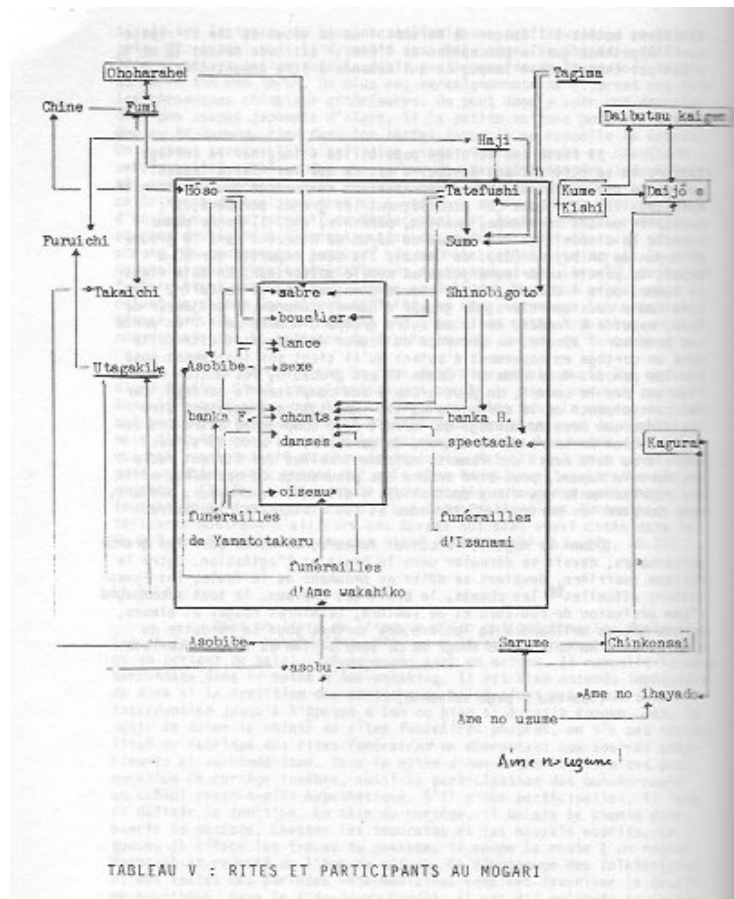 Ohoharahe
Tagima
Chine
Fumi
Daibutsu kaigen
Haji
Hôsô
Tatefushi
Kume
Daijô e
Kishi
Furuichi
Sumo
Takaichi
sabre
Shinobigoto
bouclier
lance
Utagaki
Asobibe
sexe
banka F.
chants
banka H.
danses
spectacle
Kagura
oiseau
funérailles
de Yamatotakeru
funérailles
d'Izanami
funérailles
d'Ame wakahiko
Asobibe
Sarume
Chinkonsai
asobu
Ame no ihayado
Ame no uzume
Ame no uzume!
TABLEAU V : RITES ET PARTICIPANTS AU MOGARI